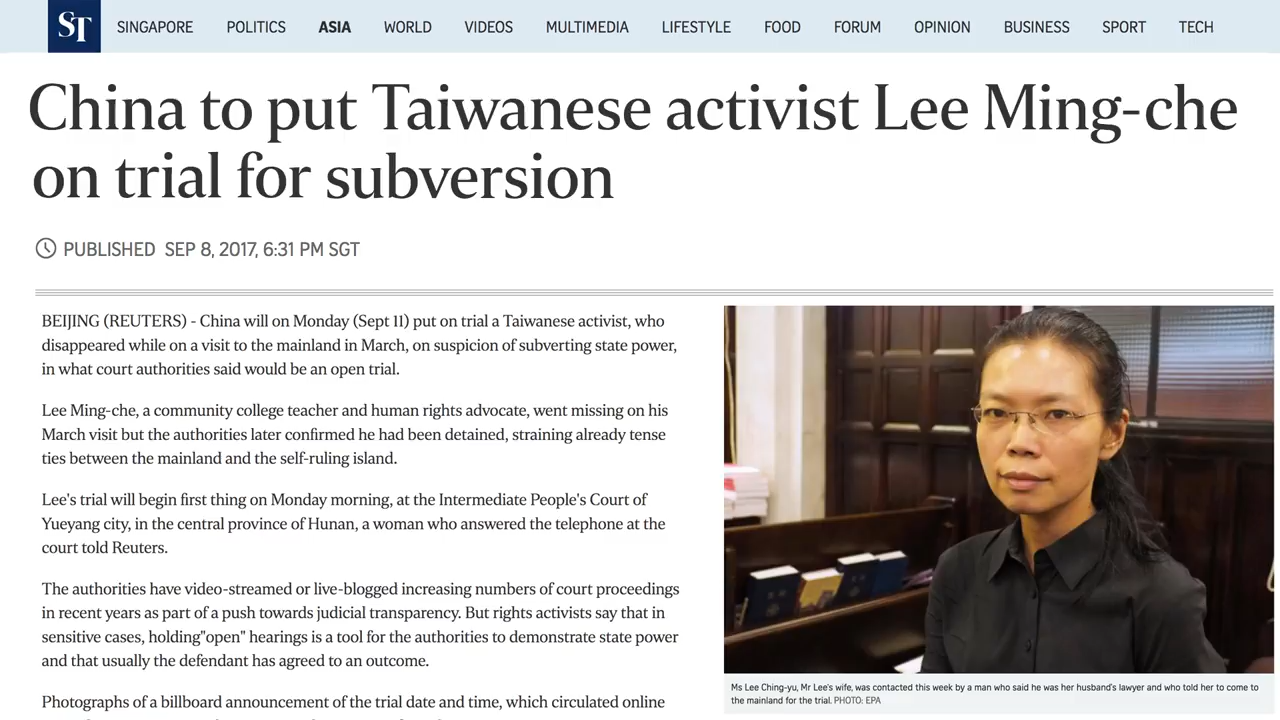 ST SINGAPORE POLITICS ASIA WORLD VIDEOS MULTIMEDIA LIFESTYLE FOOD FORUM OPINION BUSINESS SPORT TECH
China to put Taiwanese activist Lee Ming-che
on trial for subversion
PUBLISHED SEP 8, 2017, 6:31 PM SGT
BEIJING (REUTERS) - China will on Monday (Sept 11) put on trial a Taiwanese activist, who
disappeared while on a visit to the mainland in March, on suspicion of subverting state power,
in what court authorities said would be an open trial.
Lee Ming-che, a community college teacher and human rights advocate, went missing on his
March visit but the authorities later confirmed he had been detained, straining already tense
ties between the mainland and the self-ruling island.
Lee's trial will begin first thing on Monday morning, at the Intermediate People's Court of
Yueyang city, in the central province of Hunan, a woman who answered the telephone at the
court told Reuters.
The authorities have video-streamed or live-blogged increasing numbers of court proceedings
in recent years as part of a push towards judicial transparency. But rights activists say that in
sensitive cases, holding"open" hearings is a tool for the authorities to demonstrate state power
and that usually the defendant has agreed to an outcome.
Photographs of a billboard announcement of the trial date and time, which circulated online
Ms Lee Ching-yu, Mr Lee's wife, was contacted this week by a man who said he was her husband's lawyer and who told her to come to
the mainland for the trial. PHOTO: EPA